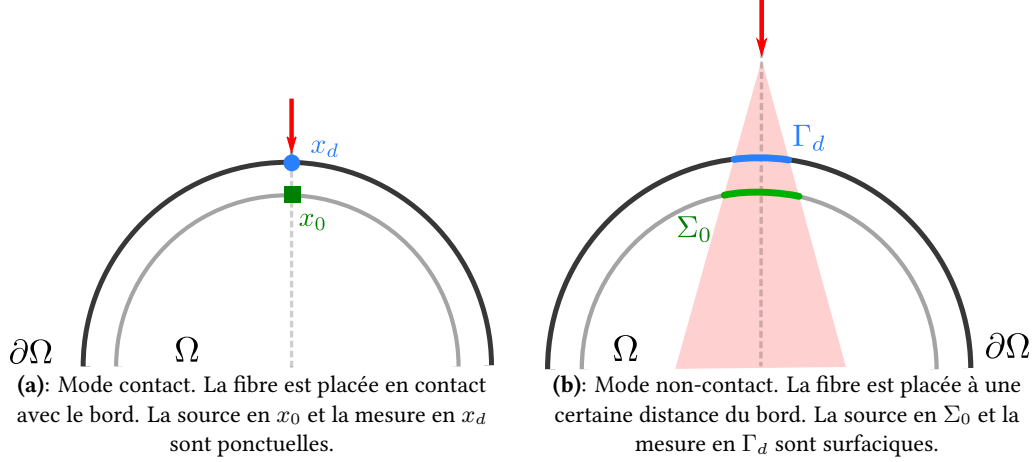 x_d
x_0
∂Ω
Ω
(a): Mode contact. La fibre est placée en contact
avec le bord. La source en x_0 et la mesure en x_d
sont ponctuelles.
Γ_d
Σ_0
Ω
∂Ω
(b): Mode non-contact. La fibre est placée à une
certaine distance du bord. La source en Σ_0 et la
mesure en Γ_d sont surfaciques.